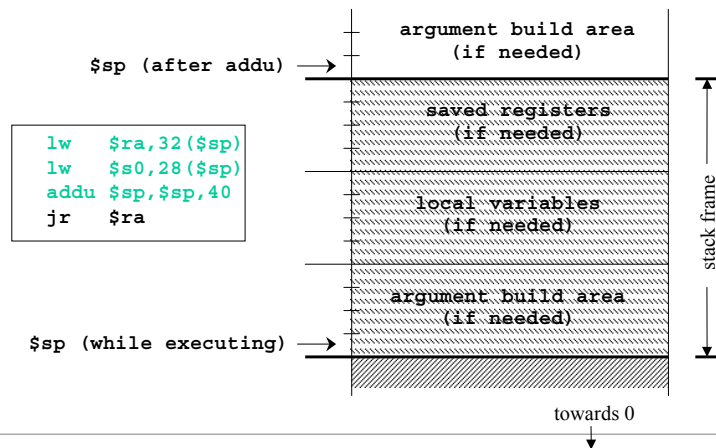 argument build area
(if needed)
$sp (after addu)
saved registers
(if needed)
lw $ra,32($sp)
lw $s0,28($sp)
addu $sp,$sp,40
jr $ra
local variables
(if needed)
stack frame
argument build area
(if needed)
$sp (while executing)
towards 0